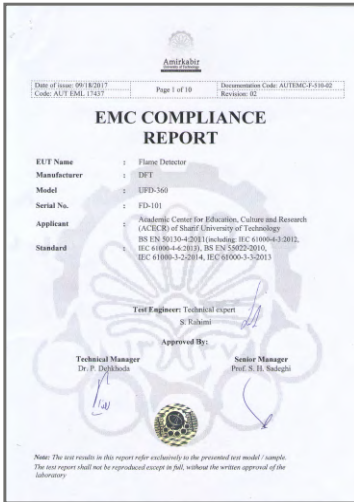 Amirkabir
University of Technology
Date of issue: 09/18/2017
Code: AUT EML 17437
Page 1 of 10
Documentation Code: AUTEMC-F-510-02
Revision: 02
EMC COMPLIANCE
REPORT
EUT Name : Flame Detector
Manufacturer : DFT
Model : UFD-360
Serial No. : FD-101
Applicant : Academic Center for Education, Culture and Research
(ACECR) of Sharif University of Technology
Standard : BS EN 50130-4:2011(including: IEC 61000-4-3:2012,
IEC 61000-4-6:2013), BS EN 55022-2010,
IEC 61000-3-2-2014, IEC 61000-3-3-2013
Test Engineer: Technical expert
S. Rahimi
Approved By:
Technical Manager
Dr. P. Dehkhoda
Senior Manager
Prof. S. H. Sadeghi
Note: The test results in this report refer exclusively to the presented test model / sample.
The test report shall not be reproduced except in full, without the written approval of the
laboratory